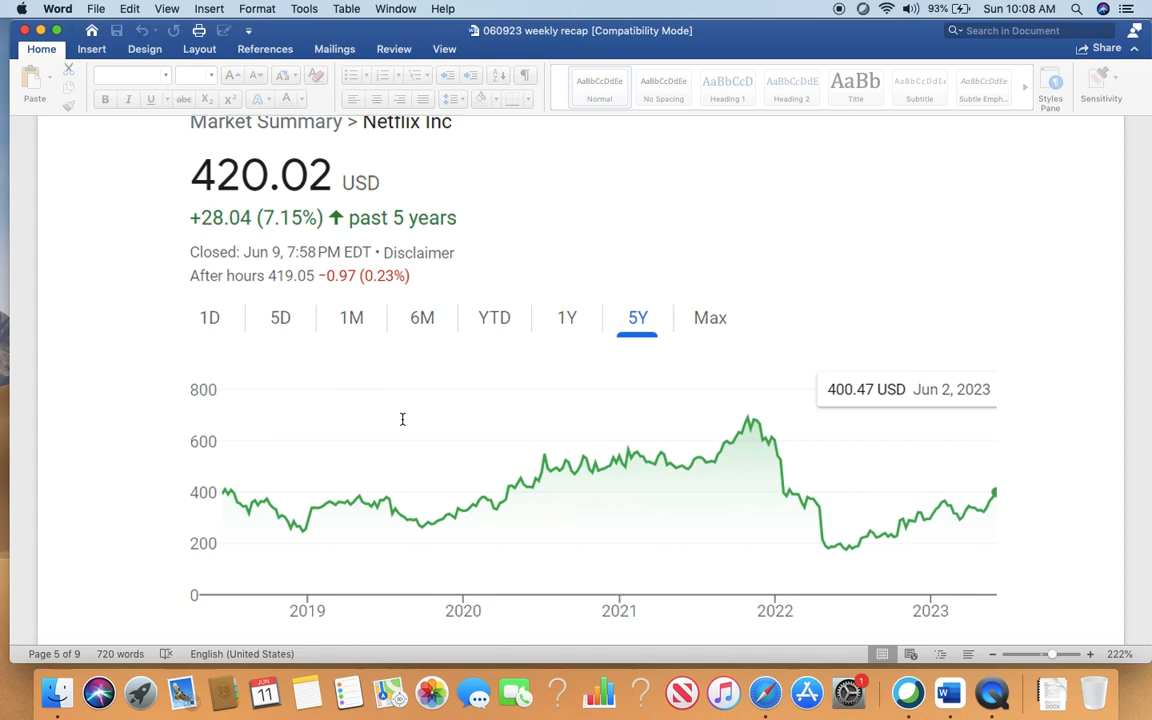 Word File Edit View Insert Format Tools Table Window Help 93% Sun 10:08 AM
060923 weekly recap [Compatibility Mode] Search in Document
Home Insert Design Layout References Mailings Review View Share
Paste
B I U abc X2 X2 A A
AaBbCcDdEe AaBbCcDdEe AaBbCcD AaBbCcDdE AaBb AaBbCcDdEe AaBbCcDdEe
Normal No Spacing Heading 1 Heading 2 Title Subtitle Subtle Emph... Styles Pane Sensitivity
Market Summary > Netflix Inc
420.02 USD
+28.04 (7.15%) ↑ past 5 years
Closed: Jun 9, 7:58 PM EDT • Disclaimer
After hours 419.05 −0.97 (0.23%)
1D 5D 1M 6M YTD 1Y 5Y Max
400.47 USD Jun 2, 2023
800
600
400
200
0
2019 2020 2021 2022 2023
Page 5 of 9 720 words English (United States) 222%
JUN
11
1